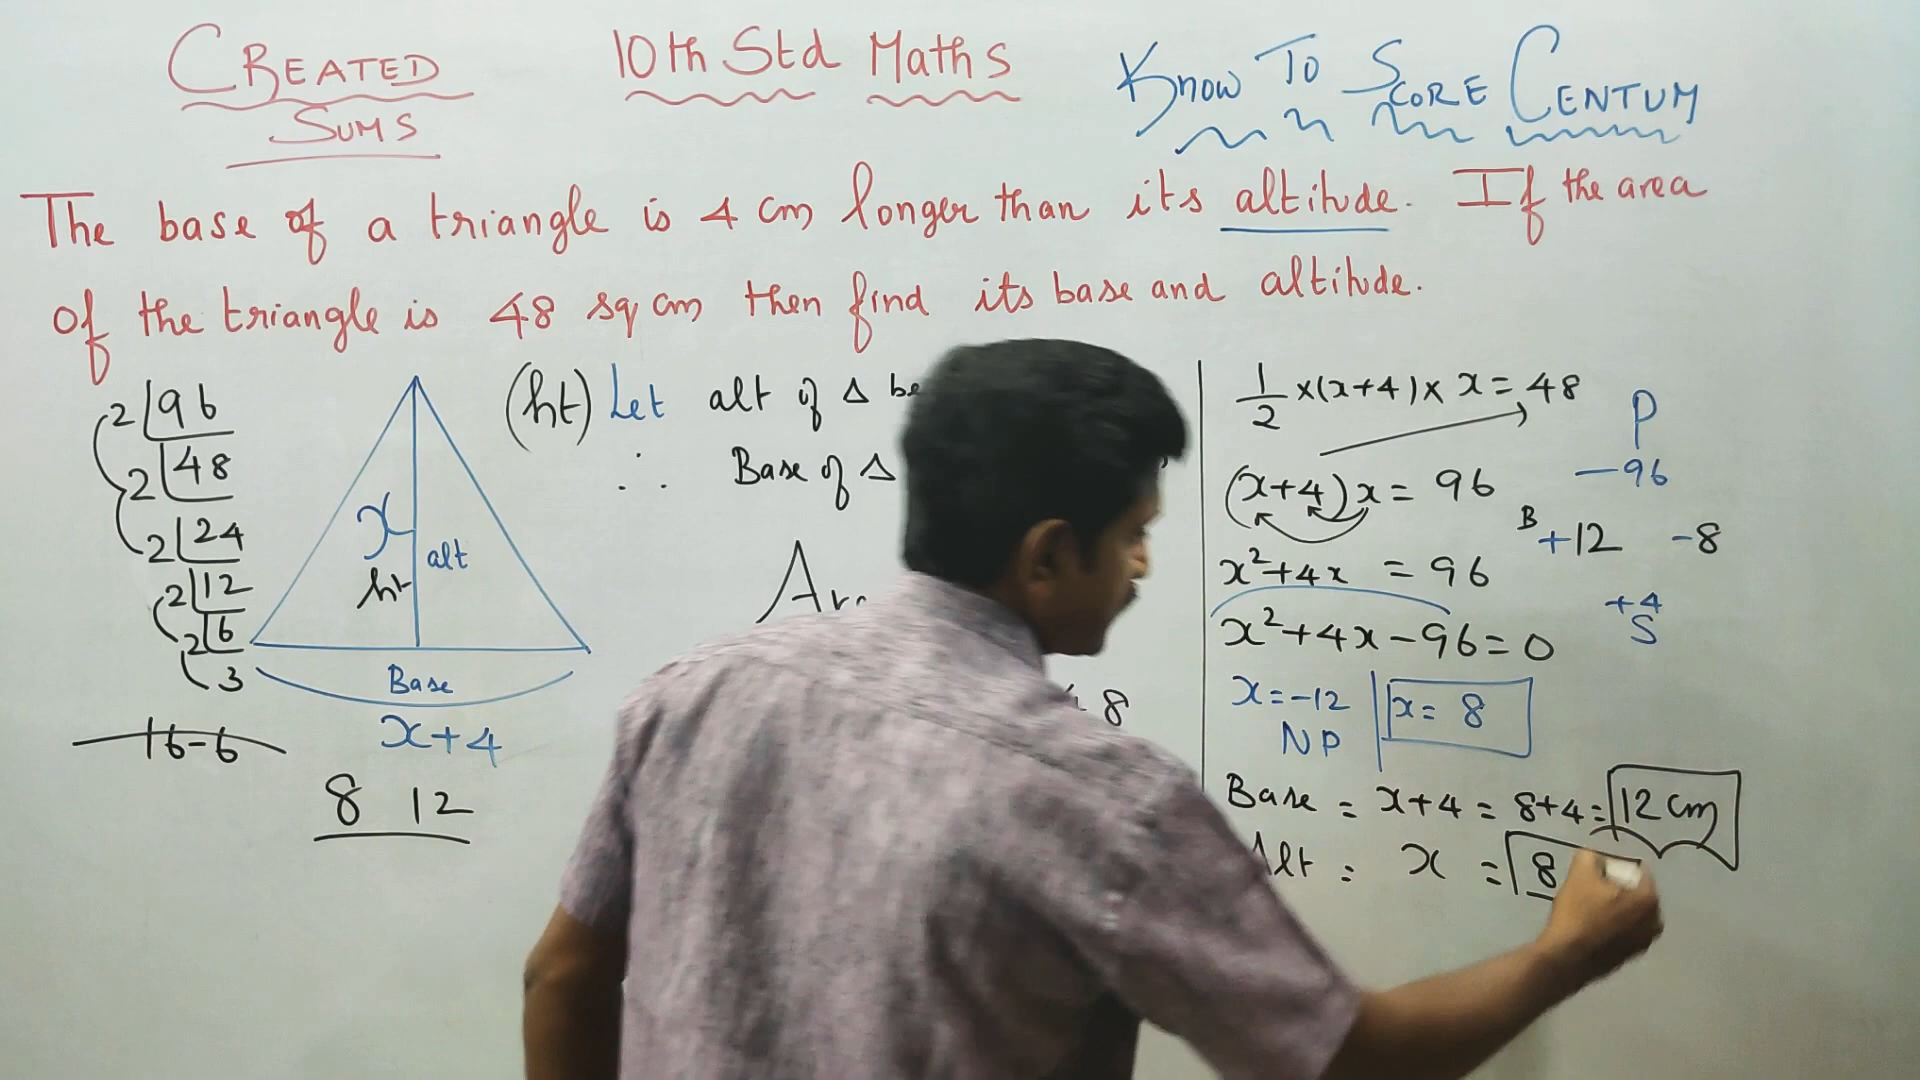 CREATED SUMS
10th Std Maths
Know To SCORE CENTUM
The base of a triangle is 4 cm longer than its altitude. If the area
of the triangle is 48 sq cm then find its base and altitude.
2 96
2 48
2 24
2 12
2 6
3
16-6
8 12
x
ht
alt
Base
x+4
(ht) Let alt of Δ be
∴ Base of Δ
8
1/2 ×(x+4)× x = 48
(x+4)x = 96
x²+4x = 96
x²+4x-96=0
x=-12
NP
x= 8
Base = x+4 = 8+4= 12 cm
Alt = x = 8
P
-96
B +12 -8
+4
S